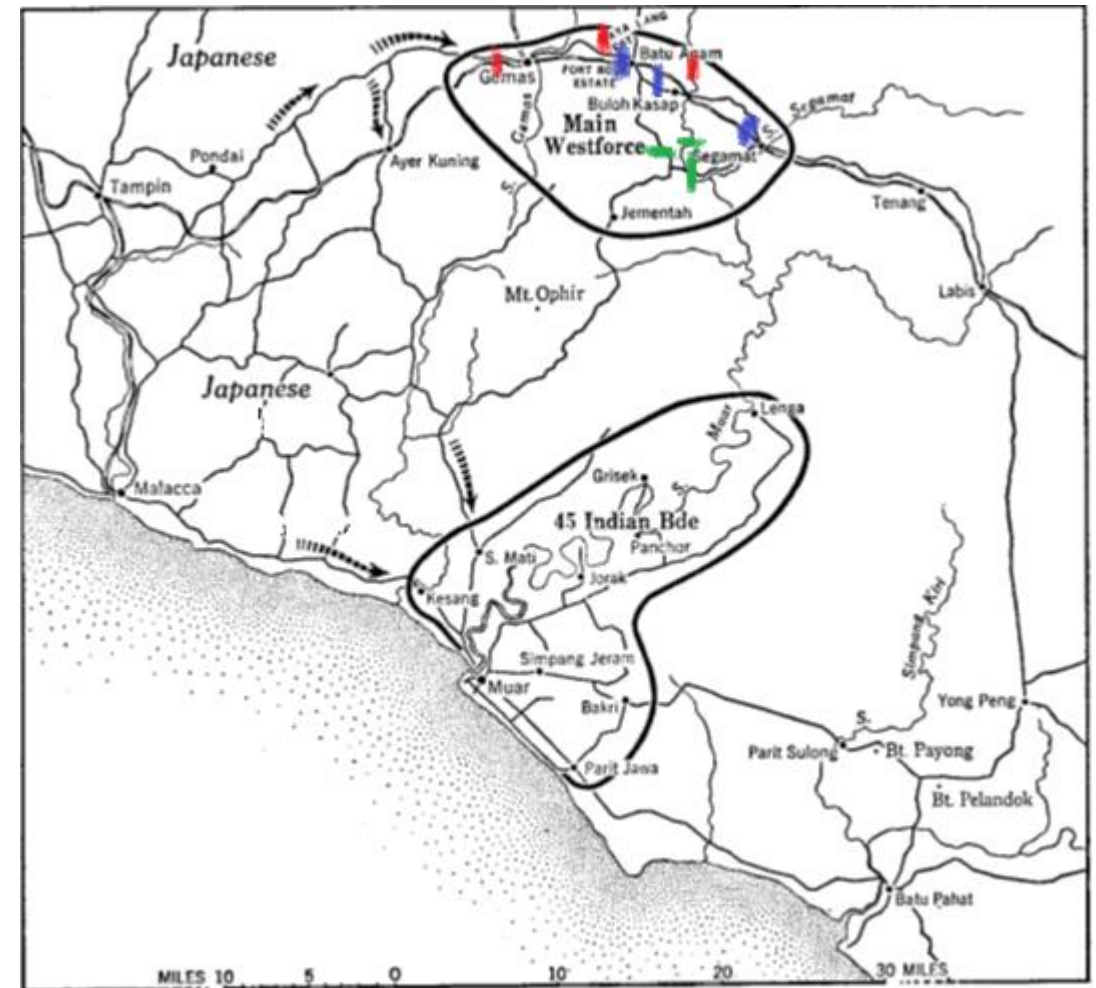 Japanese
Batu Anam
Gemas
FORT RO
ESTATE
Buloh Kasap
S. Segamat
Gemas
Main
Westforce
Segamat
Pondai
Ayer Kuning
Tampin
S.
Jementah
Tenang
Mt. Ophir
Labis
Japanese
Muar
Lenga
Malacca
Grisek
S.
45 Indian Bde
Panchor
S. Mati
Jorak
Kesang
Simpang Kiri
Simpang Jeram
Muar
Bakri
Yong Peng
S.
Parit Sulong
Bt. Payong
Parit Jawa
Bt. Pelandok
Batu Pahat
MILES 10 5 0 10 20 30 MILES